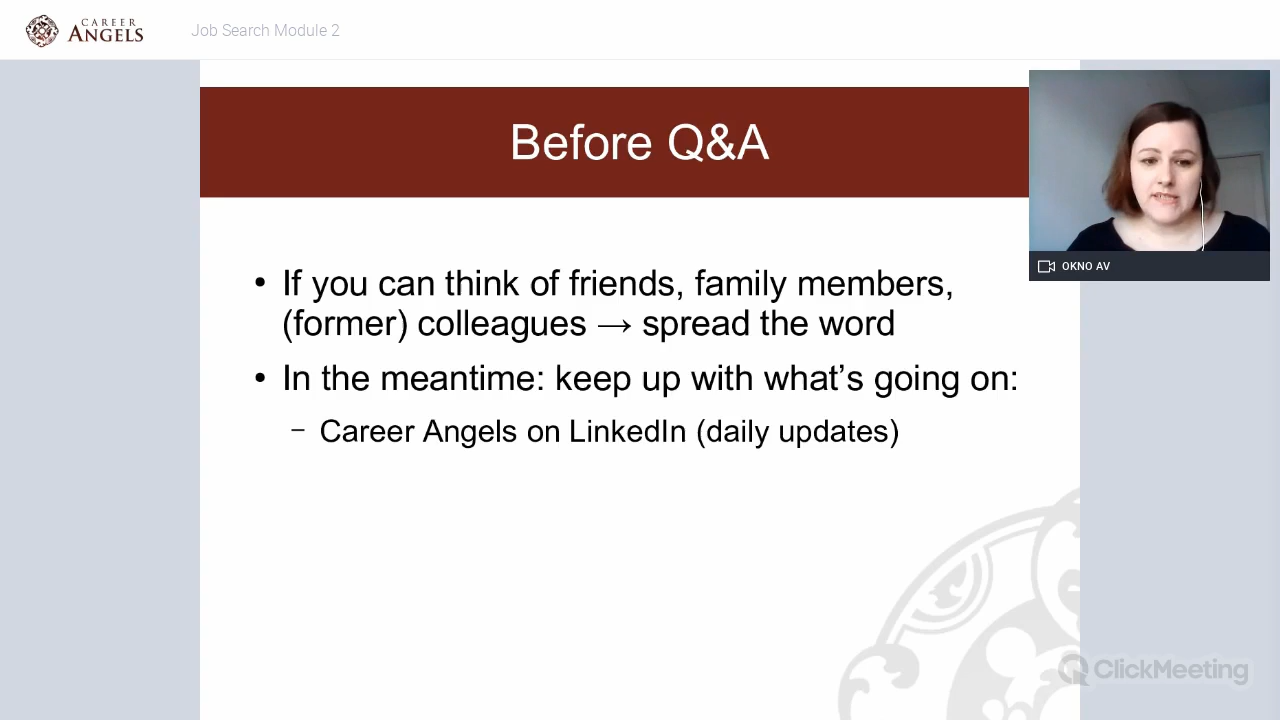 CAREER
ANGELS
Job Search Module 2
Before Q&A
OKNO AV
• If you can think of friends, family members,
(former) colleagues → spread the word
• In the meantime: keep up with what’s going on:
– Career Angels on LinkedIn (daily updates)
ClickMeeting